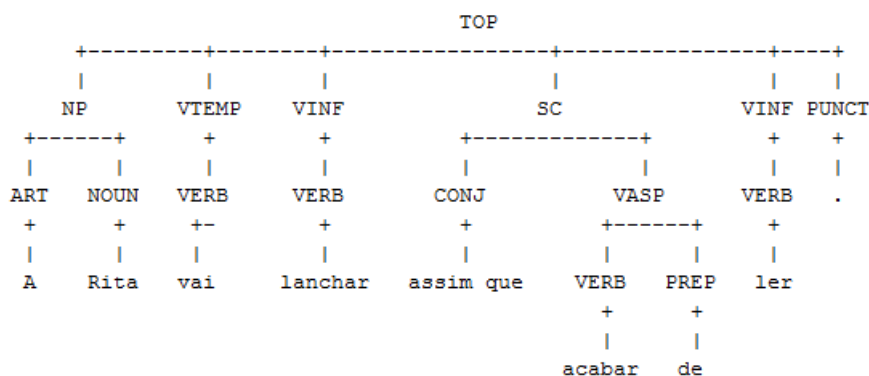 TOP
NP VTEMP VINF SC VINF PUNCT
ART NOUN VERB VERB CONJ VASP VERB .
A Rita vai lanchar assim que VERB PREP ler
acabar de